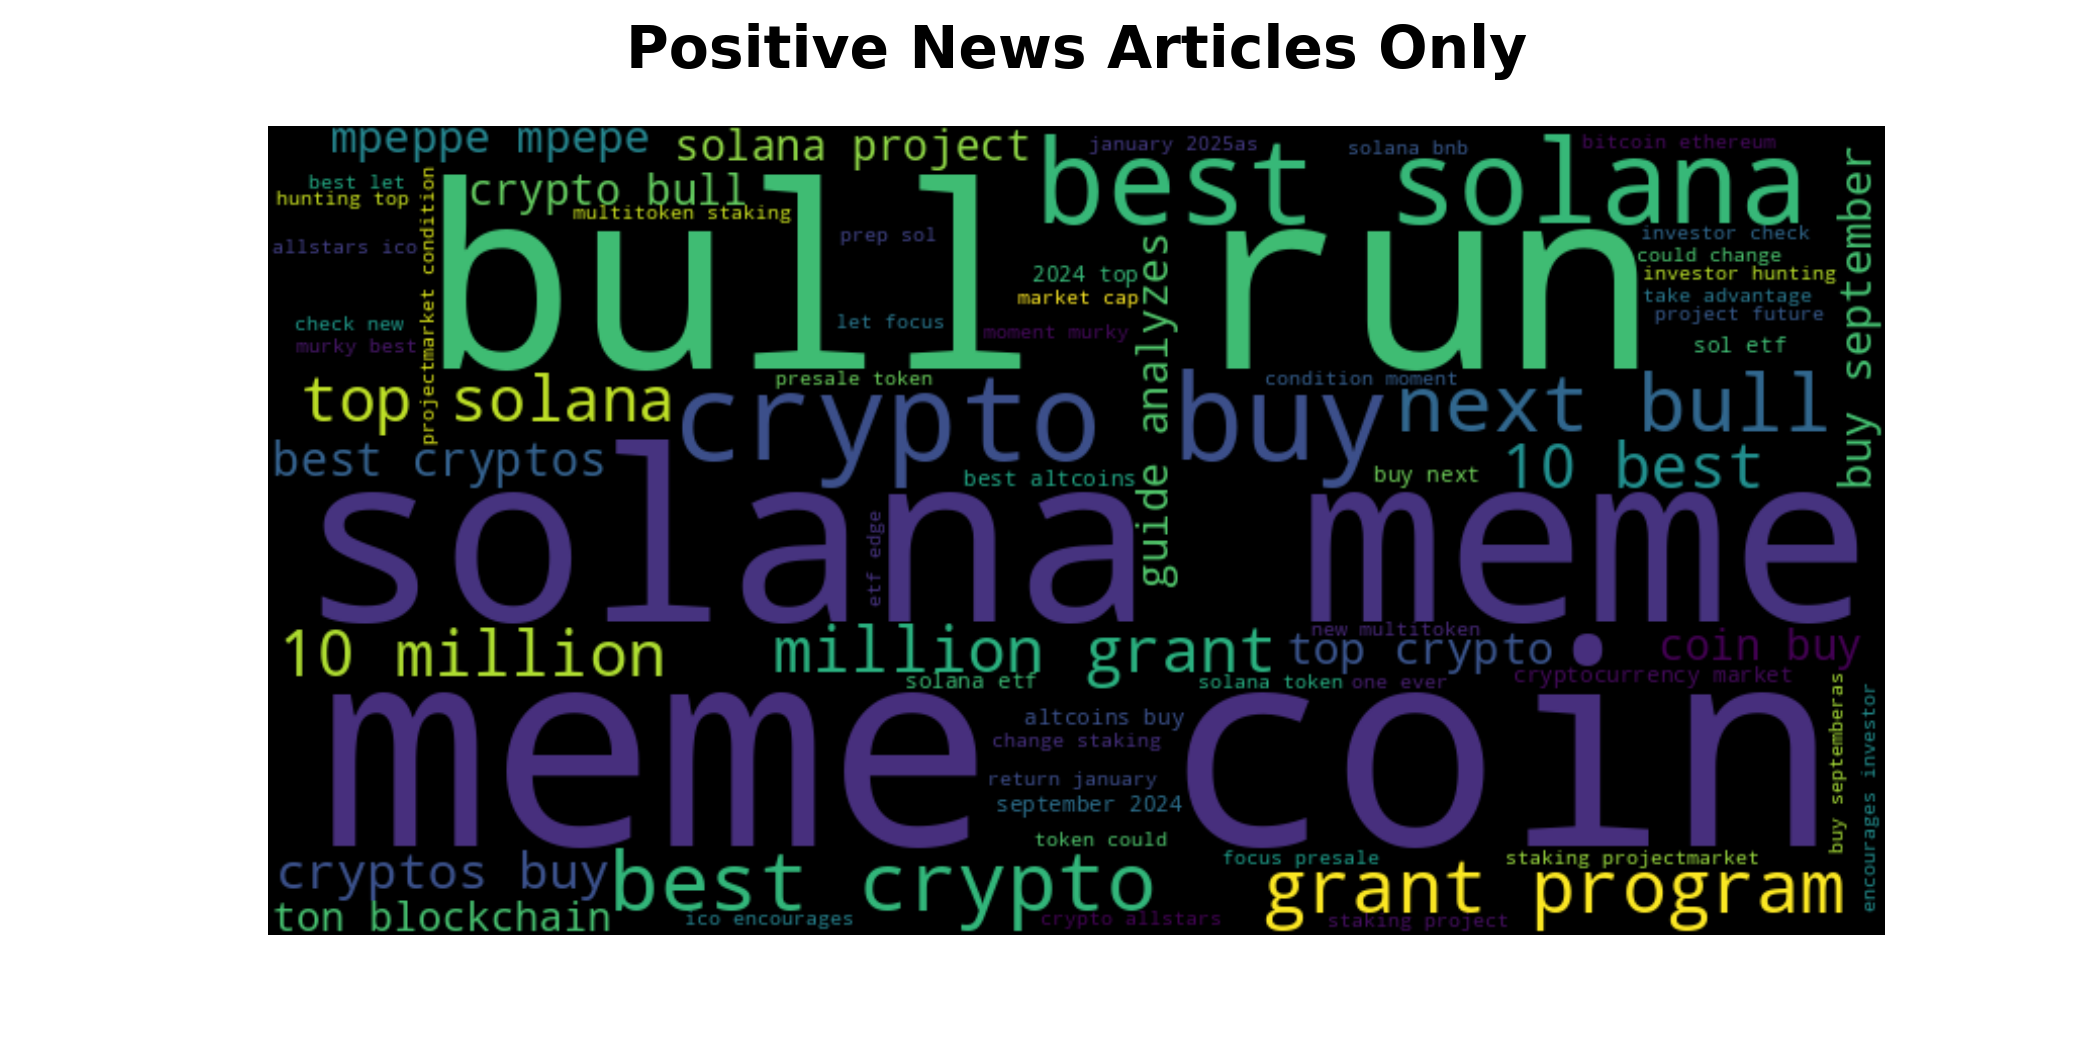 Positive News Articles Only
mpeppe mpepe
solana project
january 2025as
solana bnb
bitcoin ethereum
best let
hunting top
crypto bull
multitoken staking
best solana
buy september
allstars ico
projectmarket condition
bull run
prep sol
2024 top
market cap
let focus
moment murky
guide analyzes
investor check
could change
investor hunting
take advantage
project future
sol etf
check new
murky best
top solana
presale token
crypto buy
condition moment
next bull
best cryptos
best altcoins
buy next
10 best
solana meme
etf edge
10 million
million grant
new multitoken
top crypto
coin buy
solana etf
solana token
one ever
cryptocurrency market
meme coin
altcoins buy
change staking
return january
september 2024
token could
buy septemberas
encourages investor
cryptos buy
best crypto
focus presale
staking projectmarket
grant program
ton blockchain
ico encourages
crypto allstars
staking project